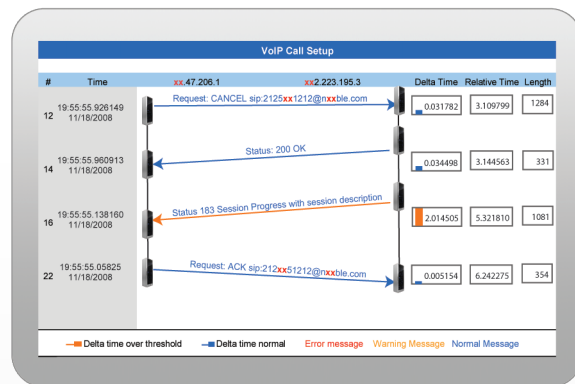 VoIP Call Setup
# Time xx.47.206.1 xx2.223.195.3 Delta Time Relative Time Length
12 19:55:55.926149 Request: CANCEL sip:2125xx1212@nxxble.com 0.031782 3.109799 1284
11/18/2008
14 19:55:55.960913 Status: 200 OK 0.034498 3.144563 331
11/18/2008
16 19:55:55.138160 Status 183 Session Progress with session description 2.014505 5.321810 1081
11/18/2008
22 19:55:55.05825 Request: ACK sip:212xx51212@nxxble.com 0.005154 6.242275 354
11/18/2008
Delta time over threshold Delta time normal Error message Warning Message Normal Message